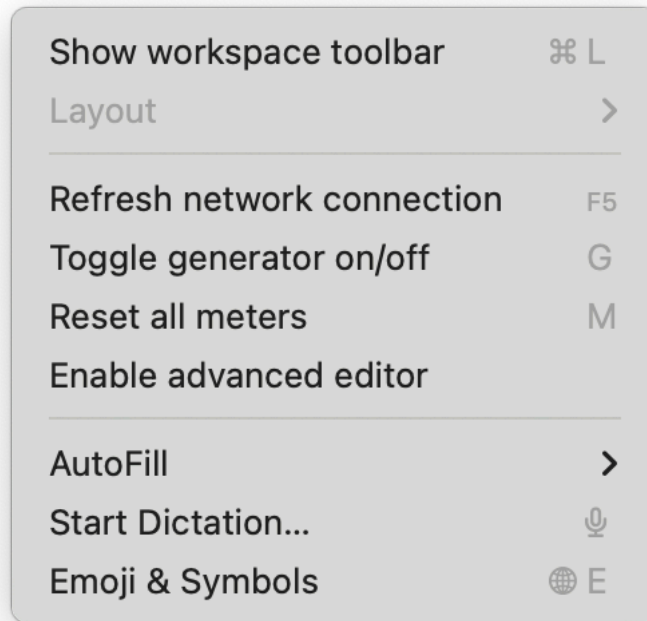 Show workspace toolbar ⌘ L
Layout >
Refresh network connection F5
Toggle generator on/off G
Reset all meters M
Enable advanced editor
AutoFill >
Start Dictation...
Emoji & Symbols E